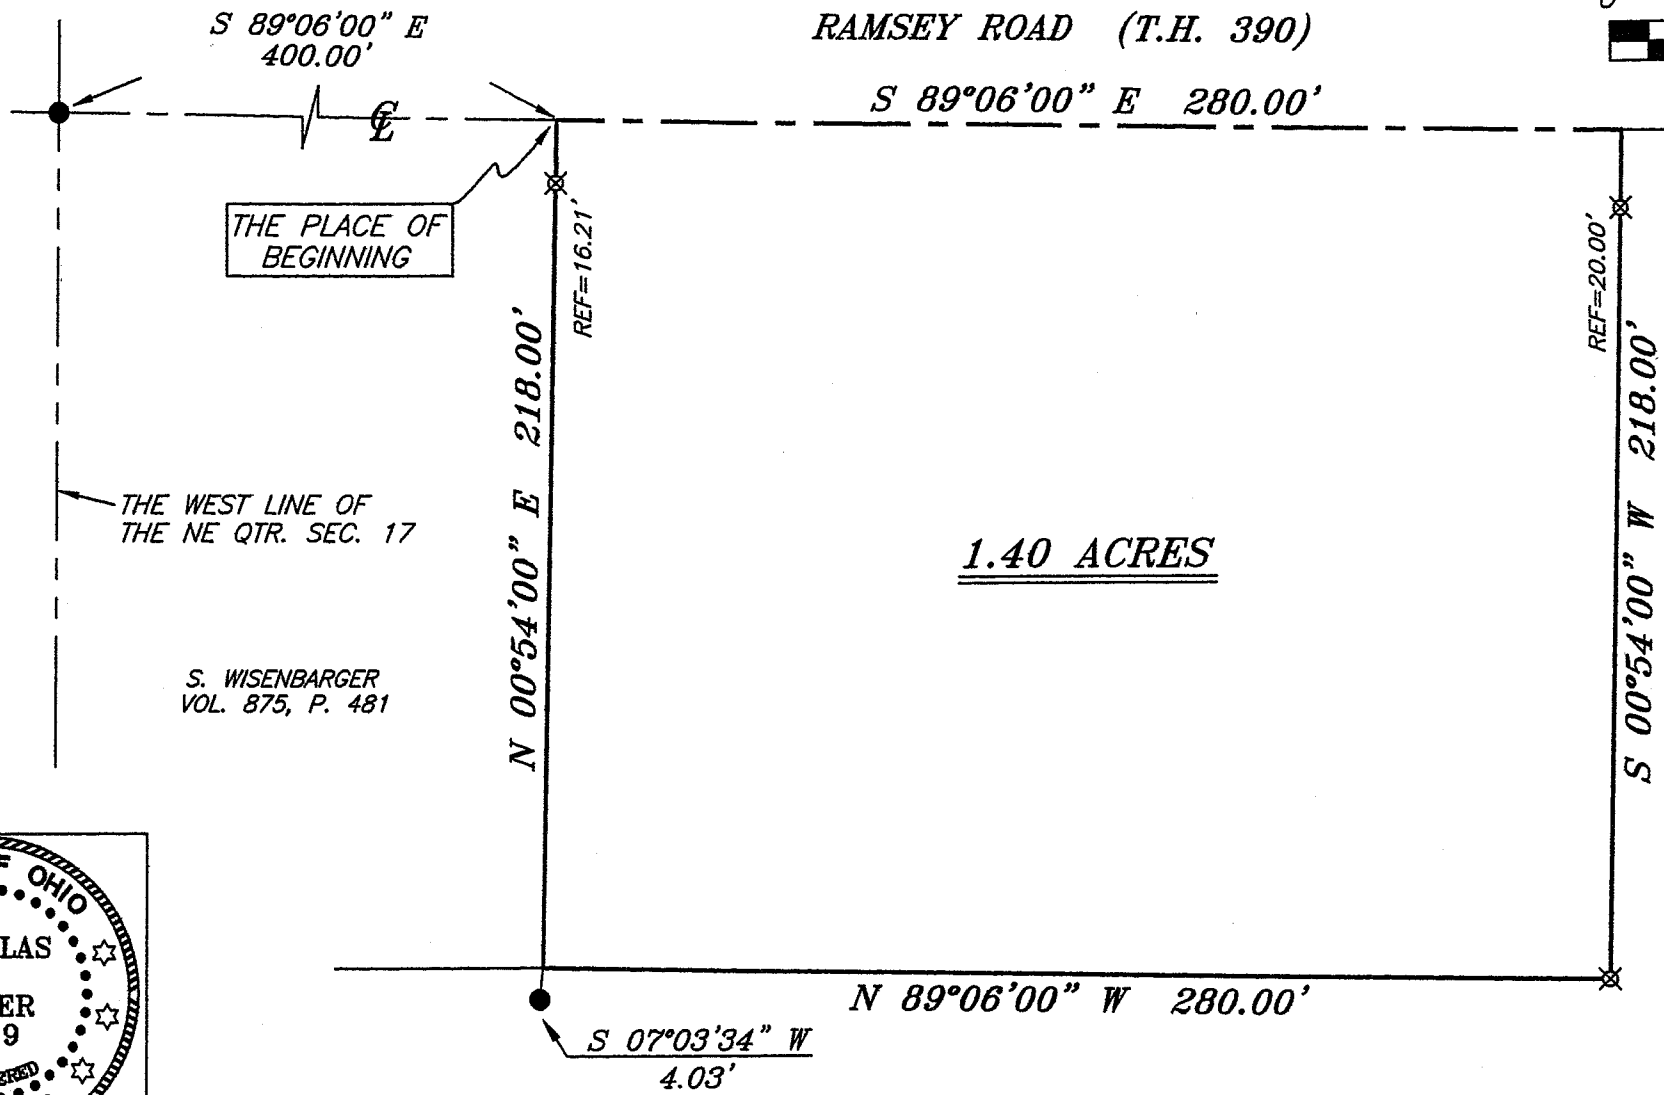 S 89°06'00" E
400.00'
RAMSEY ROAD (T.H. 390)
S 89°06'00" E 280.00'
℄
THE PLACE OF
BEGINNING
REF=16.21'
REF=20.00'
N 00°54'00" E 218.00'
S 00°54'00" W 218.00'
THE WEST LINE OF
THE NE QTR. SEC. 17
1.40 ACRES
S. WISENBARGER
VOL. 875, P. 481
OHIO
LAS
ER
9
ERED
N 89°06'00" W 280.00'
S 07°03'34" W
4.03'